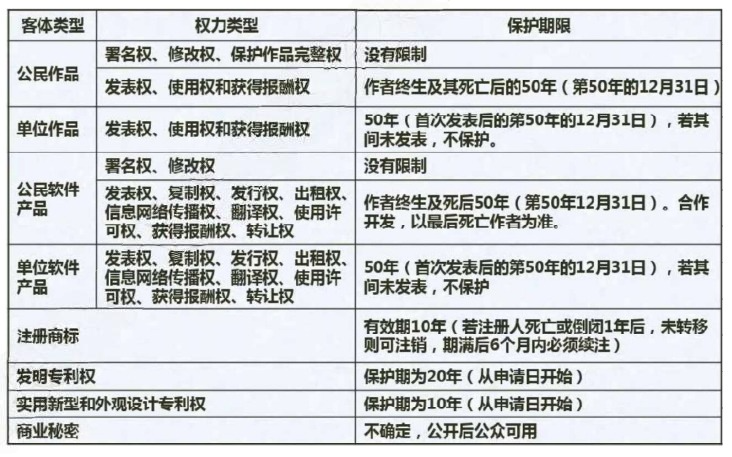 客体类型 权力类型 保护期限
公民作品
署名权、修改权、保护作品完整权 没有限制
发表权、使用权和获得报酬权 作者终生及其死亡后的50年（第50年的12月31日）
单位作品 发表权、使用权和获得报酬权
50年（首次发表后的第50年的12月31日），若其
间未发表，不保护。
公民软件
产品
署名权、修改权 没有限制
发表权、复制权、发行权、出租权、
信息网络传播权、翻译权、使用许
可权、获得报酬权、转让权
作者终生及死后50年（第50年12月31日）。合作
开发，以最后死亡作者为准。
单位软件
产品
发表权、复制权、发行权、出租权、
信息网络传播权、翻译权、使用许
可权、获得报酬权、转让权
50年（首次发表后的第50年的12月31日），若其
间未发表，不保护
注册商标
有效期10年（若注册人死亡或倒闭1年后，未转移
则可注销，期满后6个月内必须续注）
发明专利权 保护期为20年（从申请日开始）
实用新型和外观设计专利权 保护期为10年（从申请日开始）
商业秘密 不确定，公开后公众可用